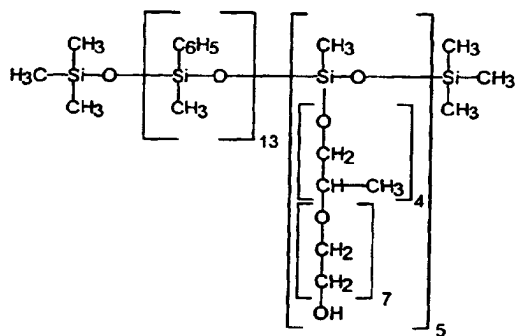 CH3 C6H5 CH3 CH3
H3C Si O Si O Si O Si CH3
CH3 CH3 CH3
13
O
CH2
CH CH3
4
O
CH2
CH2
7
OH
5